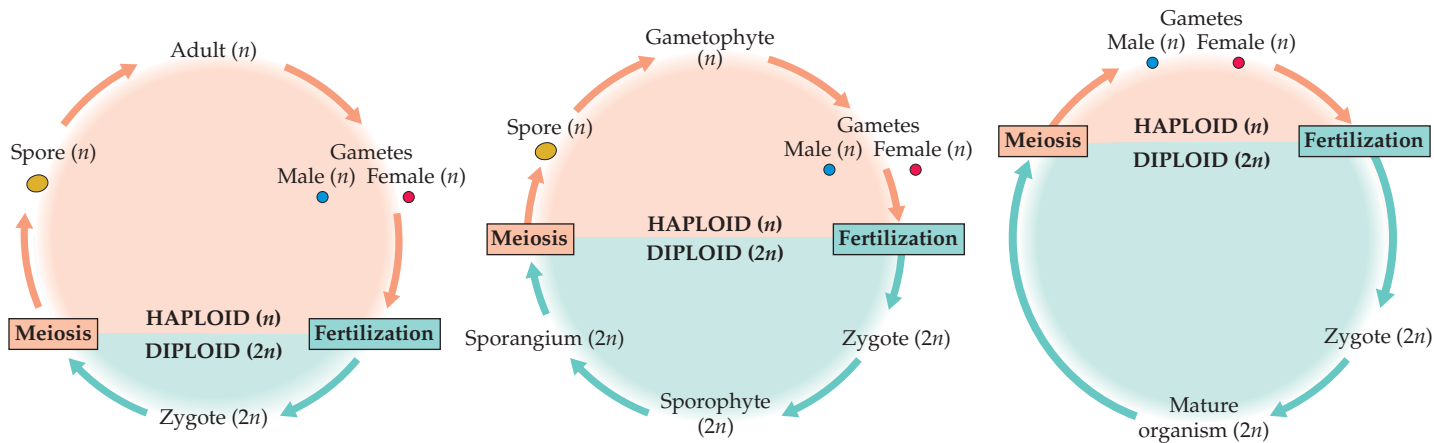 Adult (n)
Spore (n)
Gametes
Male (n) Female (n)
HAPLOID (n)
Meiosis
Fertilization
DIPLOID (2n)
Zygote (2n)
Gametophyte
(n)
Spore (n)
Gametes
Male (n) Female (n)
HAPLOID (n)
Meiosis
Fertilization
DIPLOID (2n)
Sporangium (2n)
Zygote (2n)
Sporophyte
(2n)
Gametes
Male (n) Female (n)
HAPLOID (n)
Meiosis
Fertilization
DIPLOID (2n)
Zygote (2n)
Mature
organism (2n)